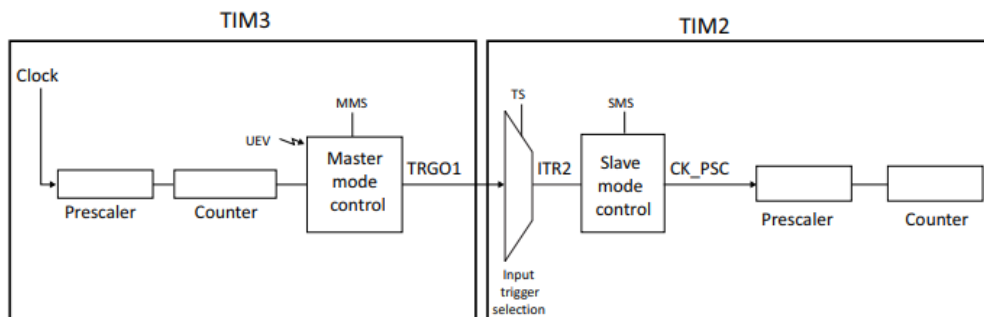 TIM3
TIM2
Clock
MMS
UEV
Master
mode
control
TRGO1
Prescaler
Counter
TS
ITR2
SMS
Slave
mode
control
CK_PSC
Prescaler
Counter
Input
trigger
selection